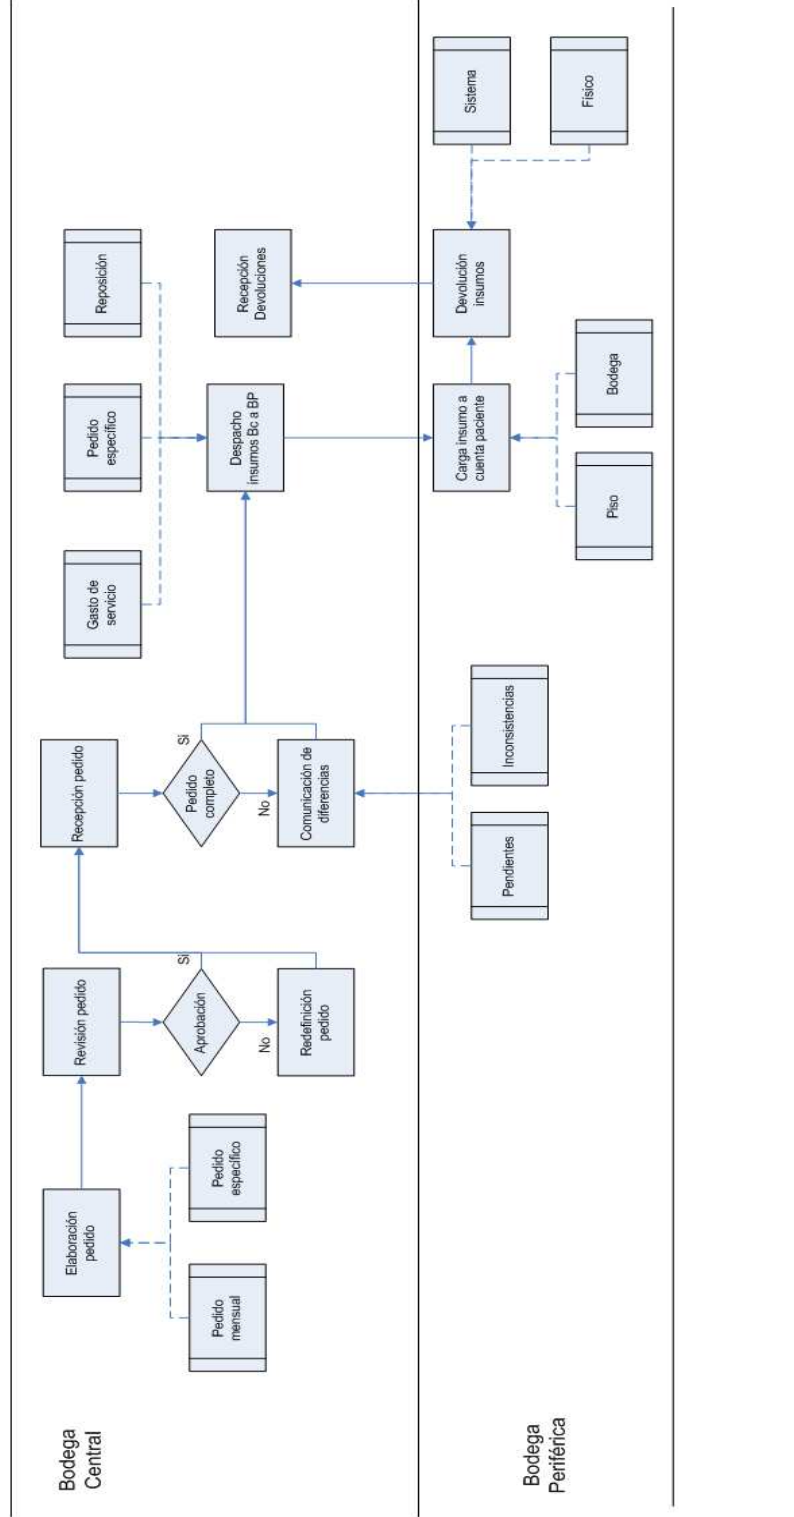 Bodega
Central
Elaboración
pedido
Pedido
mensual
Pedido
específico
Revisión pedido
Aprobación
Si
No
Redefinición
pedido
Recepción pedido
Pedido
completo
Si
No
Comunicación de
diferencias
Gasto de
servicio
Pedido
específico
Reposición
Despacho
insumos Bc a BP
Recepción
Devoluciones
Bodega
Periférica
Pendientes
Inconsistencias
Carga insumo a
cuenta paciente
Piso
Bodega
Devolución
insumos
Sistema
Físico